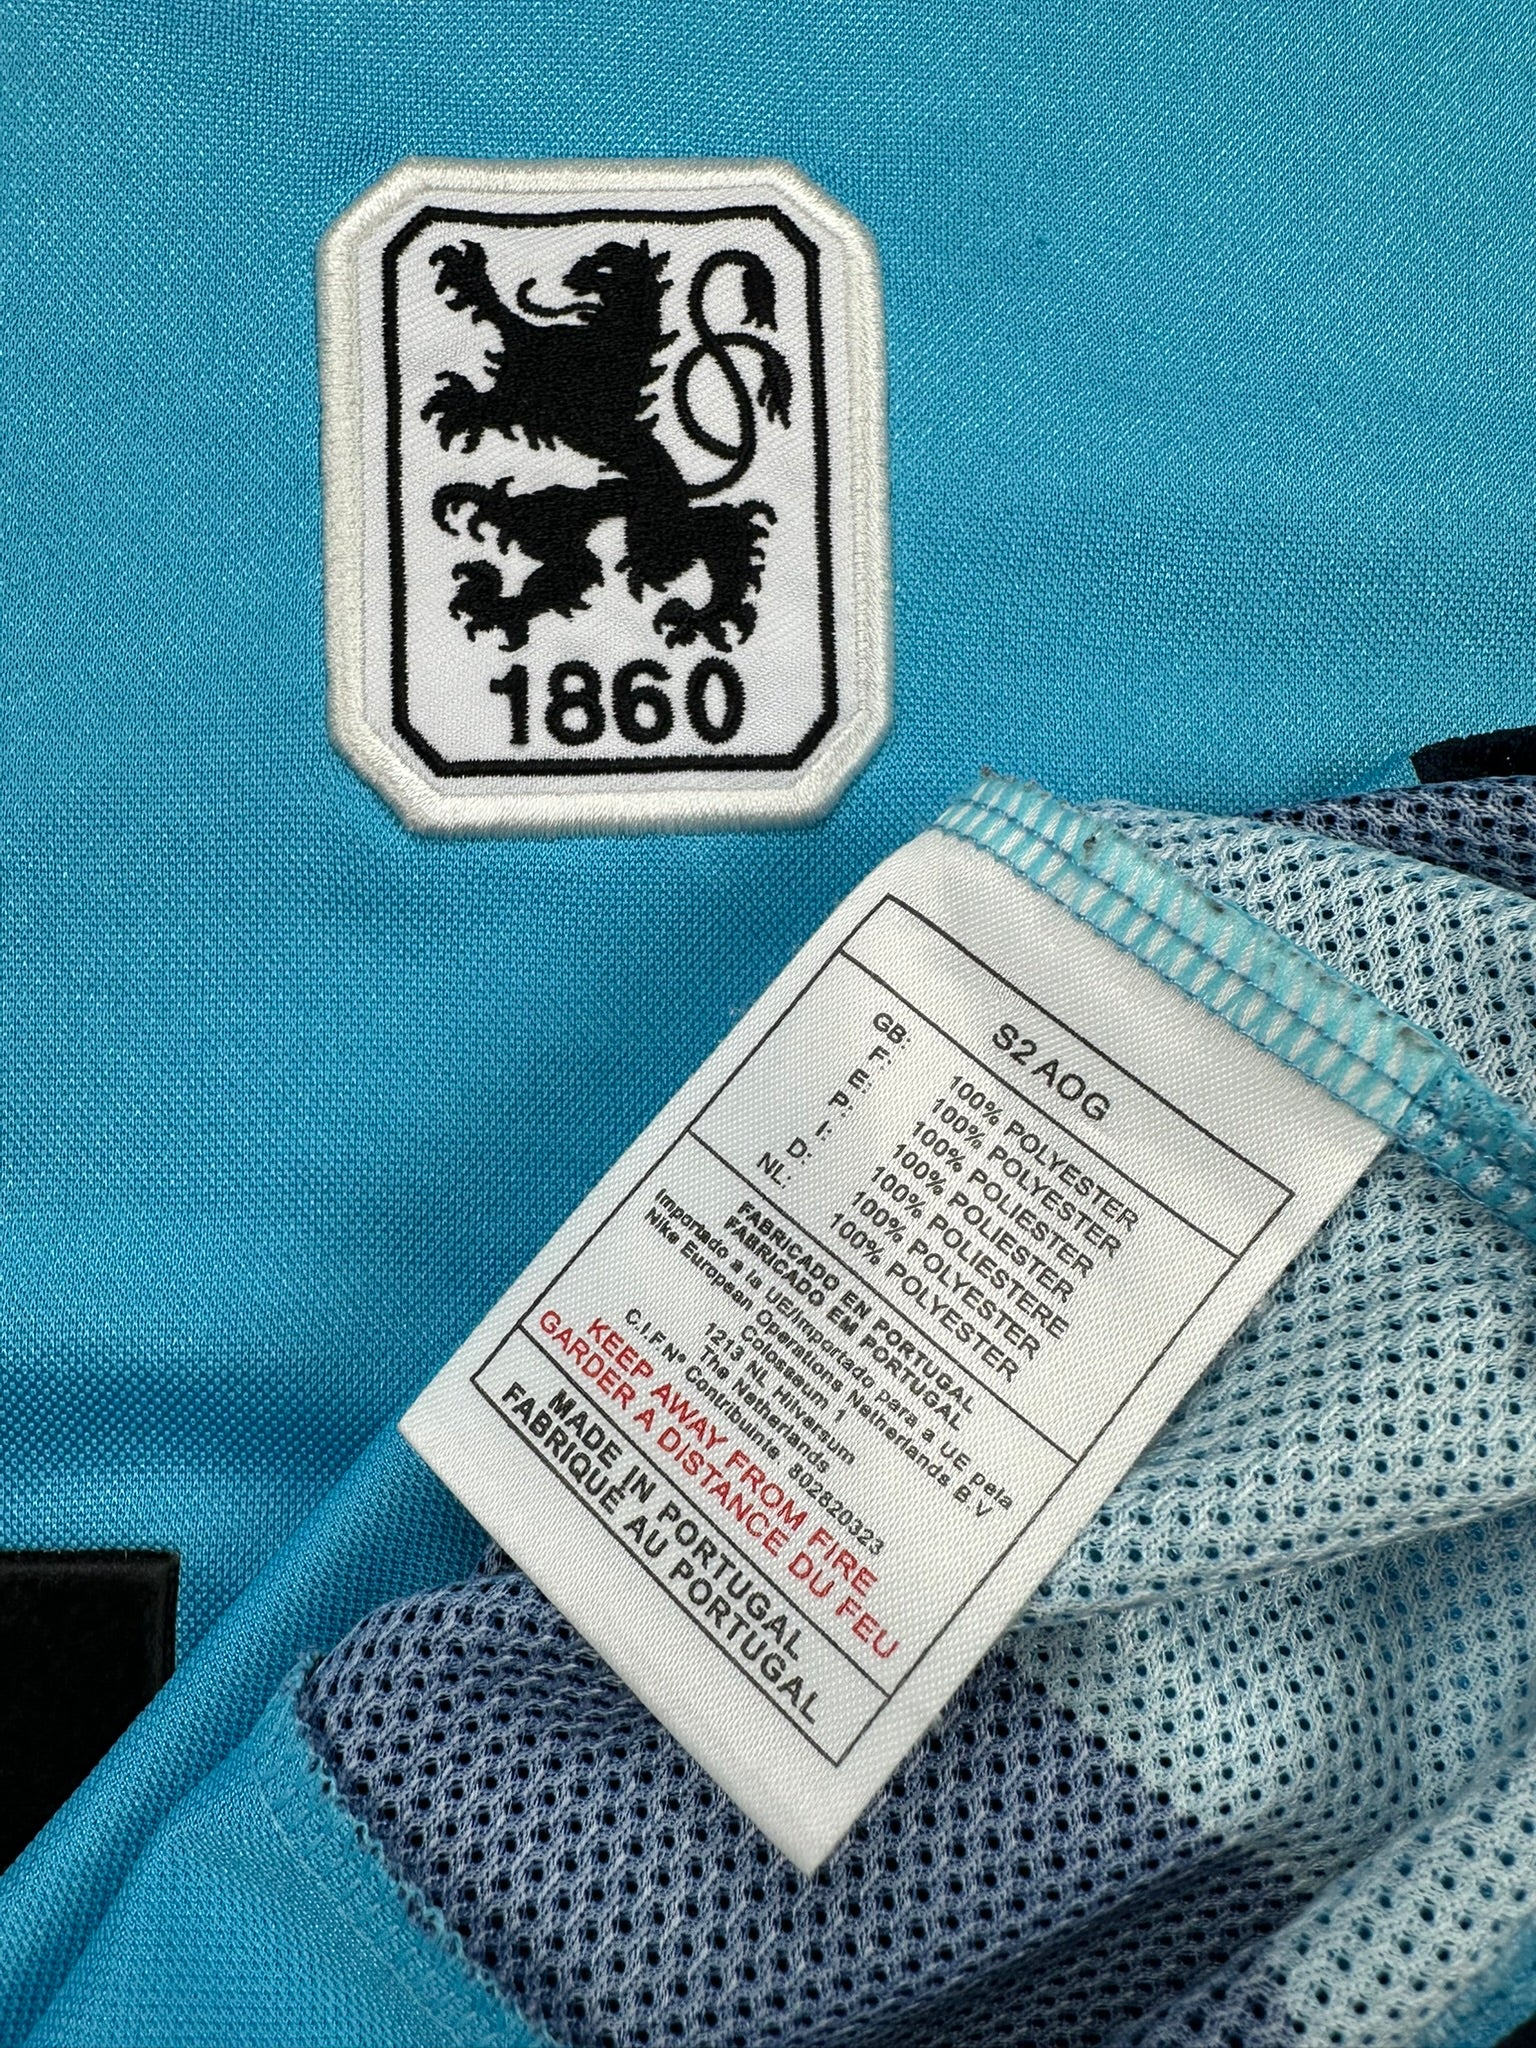 1860
S2 AOG
GB: 100% POLYESTER
F: 100% POLYESTER
E: 100% POLIESTER
P: 100% POLIESTER
I: 100% POLIESTERE
D: 100% POLYESTER
NL: 100% POLYESTER
FABRICADO EN PORTUGAL
FABRICADO EM PORTUGAL
Importado a la UE/Importado para a UE pela
Nike European Operations Netherlands B.V
Colosseum 1
1213 NL Hilversum
The Netherlands
C.I.F Nº Contribuinte 802820323
KEEP AWAY FROM FIRE
GARDER A DISTANCE DU FEU
MADE IN PORTUGAL
FABRIQUÉ AU PORTUGAL